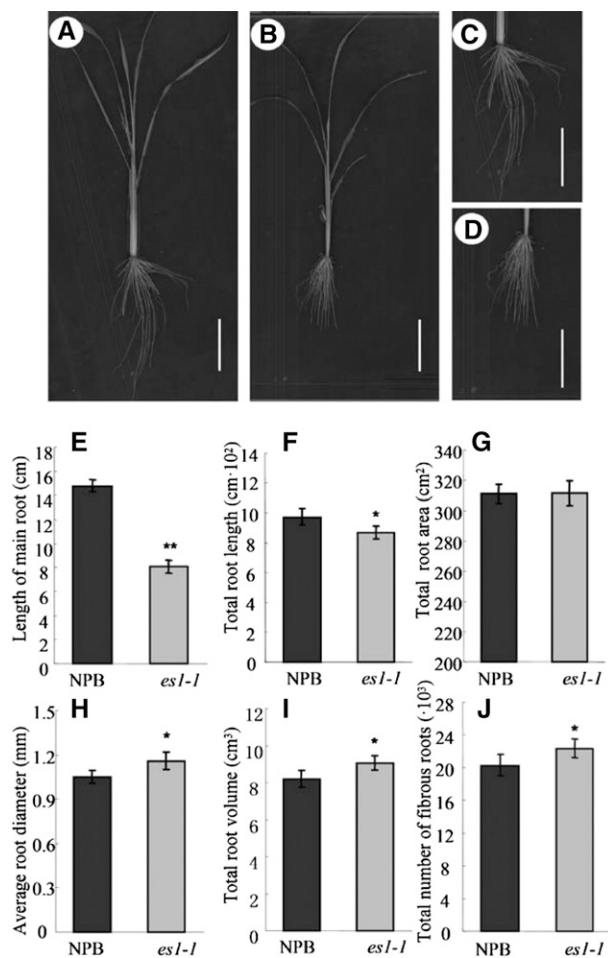 A
B
C
D
E
Length of main root (cm)
18
16
14
12
10
8
6
4
2
0
**
NPB
es1-1
F
Total root length (cm·10²)
14
12
10
8
6
4
2
0
*
NPB
es1-1
G
Total root area (cm²)
340
320
300
280
260
240
220
200
NPB
es1-1
H
Average root diameter (mm)
1.5
1.2
0.9
0.6
0.3
0
*
NPB
es1-1
I
Total root volume (cm³)
12
10
8
6
4
2
0
*
NPB
es1-1
J
Total number of fibrous roots (·10³)
28
24
20
16
12
8
4
0
*
NPB
es1-1